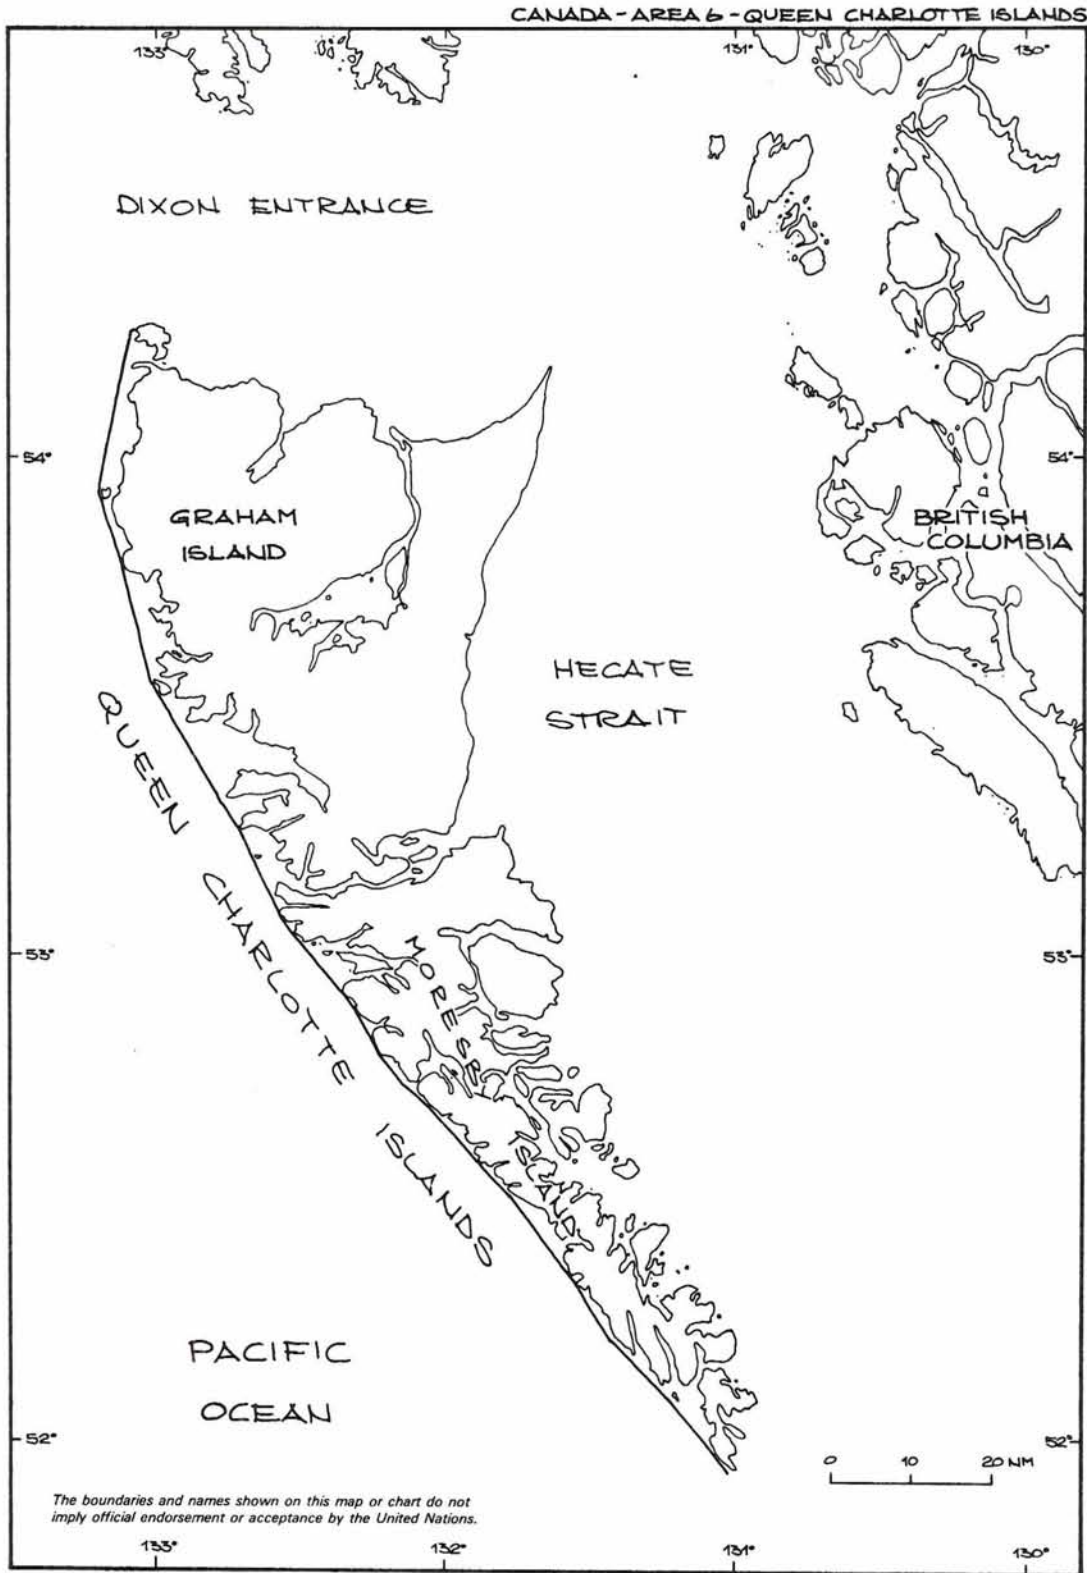 CANADA-AREA 6-QUEEN CHARLOTTE ISLANDS
133° 131° 130°
DIXON ENTRANCE
54° 54°
GRAHAM
ISLAND
BRITISH
COLUMBIA
HECATE
STRAIT
QUEEN CHARLOTTE ISLANDS
53° 53°
MORESBY ISLAND
PACIFIC
OCEAN
52° 52°
0 10 20 NM
The boundaries and names shown on this map or chart do not
imply official endorsement or acceptance by the United Nations.
133° 132° 131° 130°